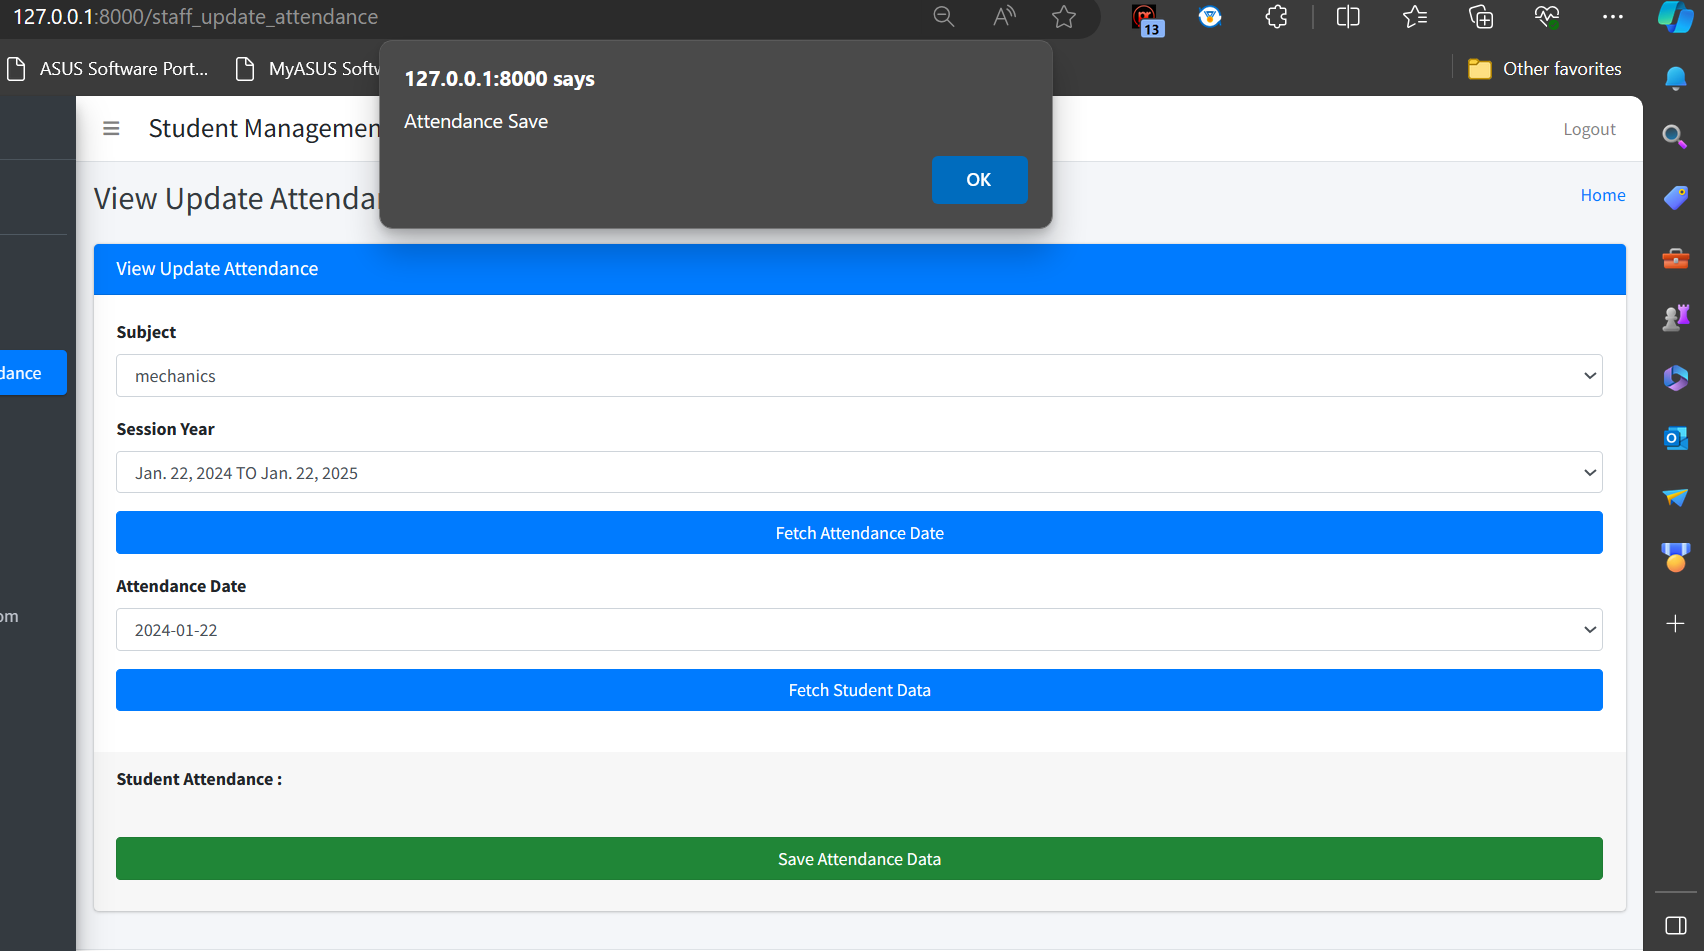 127.0.0.1:8000/staff_update_attendance
13
ASUS Software Port...
MyASUS Softw
Other favorites
127.0.0.1:8000 says
Attendance Save
OK
Student Managemen
Logout
View Update Attenda
Home
View Update Attendance
Subject
mechanics
dance
Session Year
Jan. 22, 2024 TO Jan. 22, 2025
Fetch Attendance Date
Attendance Date
om
2024-01-22
Fetch Student Data
Student Attendance :
Save Attendance Data